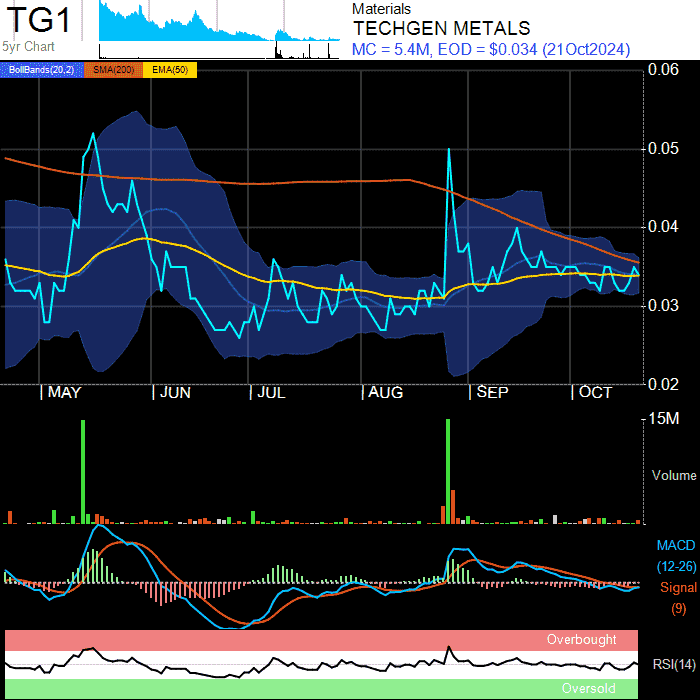 TG1
5yr Chart
Materials
TECHGEN METALS
MC = 5.4M, EOD = $0.034 (21Oct2024)
BollBands(20,2) SMA(200) EMA(50)
0.06
0.05
0.04
0.03
0.02
MAY JUN JUL AUG SEP OCT
15M
Volume
MACD
(12-26)
Signal
(9)
Overbought
RSI(14)
Oversold